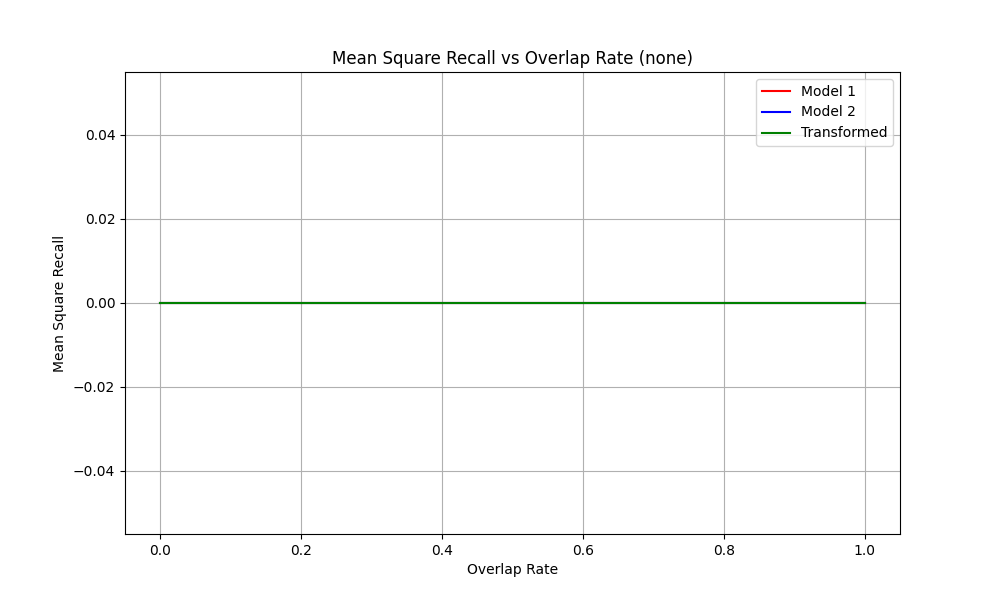 Mean Square Recall vs Overlap Rate (none)
Model 1
Model 2
Transformed
Mean Square Recall
0.04
0.02
0.00
−0.02
−0.04
0.0 0.2 0.4 0.6 0.8 1.0
Overlap Rate